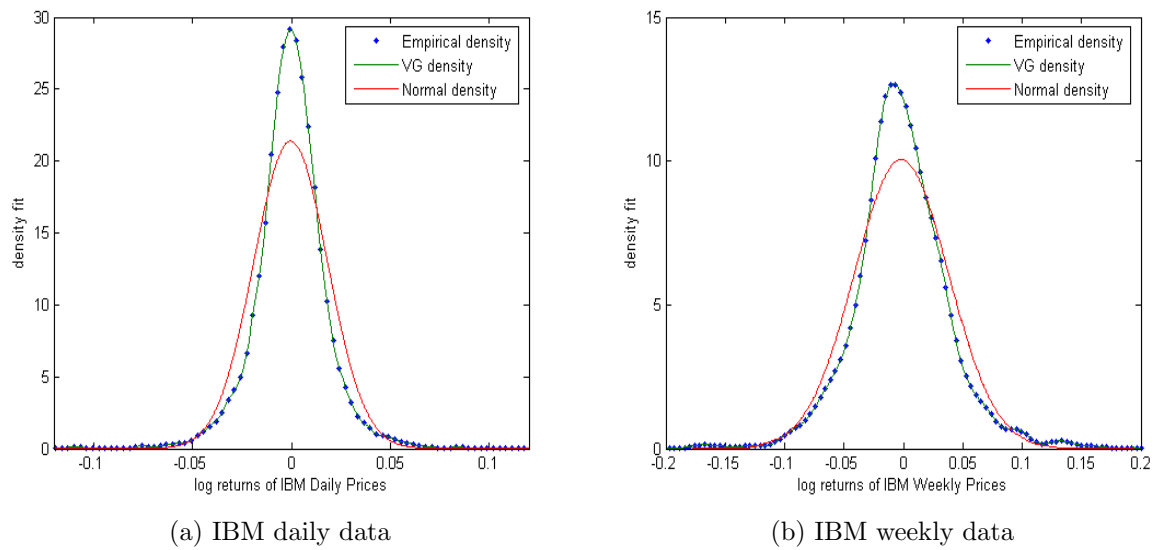 30
25
20
15
10
5
0
density fit
Empirical density
VG density
Normal density
-0.1
-0.05
0
0.05
0.1
log returns of IBM Daily Prices
(a) IBM daily data
15
10
5
0
density fit
Empirical density
VG density
Normal density
-0.2
-0.15
-0.1
-0.05
0
0.05
0.1
0.15
0.2
log returns of IBM Weekly Prices
(b) IBM weekly data